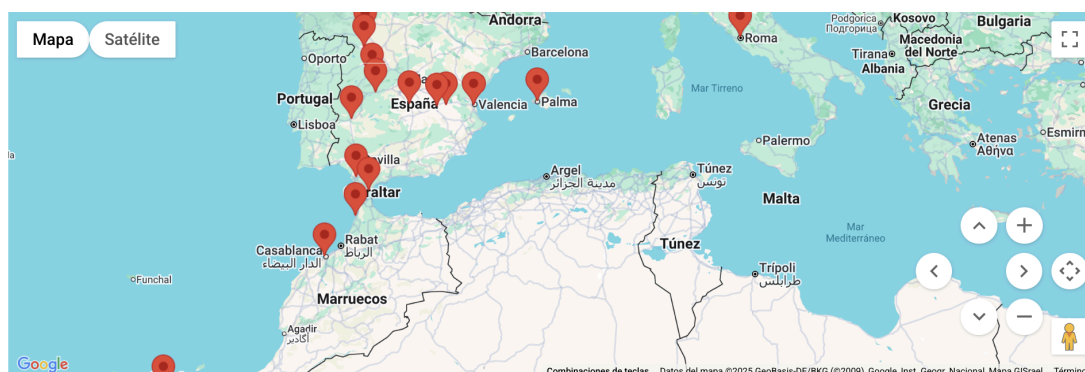 Mapa
Satélite
Andorra
Podgorica
Подгорица
Kosovo
Bulgaria
Roma
Macedonia
del Norte
Oporto
Barcelona
Tirana
Albania
Mar Tirreno
Portugal
España
Valencia
Palma
Grecia
Lisboa
Palermo
Atenas
Αθήνα
Argel
مدينة الجزائر
Túnez
تونس
Malta
Mar
Mediterráneo
Casablanca
الدار البيضاء
Rabat
الرباط
Túnez
Trípoli
طرابلس
Funchal
Marruecos
Agadir
أكادير
Google
Combinaciones de teclas
Datos del mapa ©2025 GeoBasis-DE/BKG (©2009), Google, Inst. Geogr. Nacional, Mapa GISrael